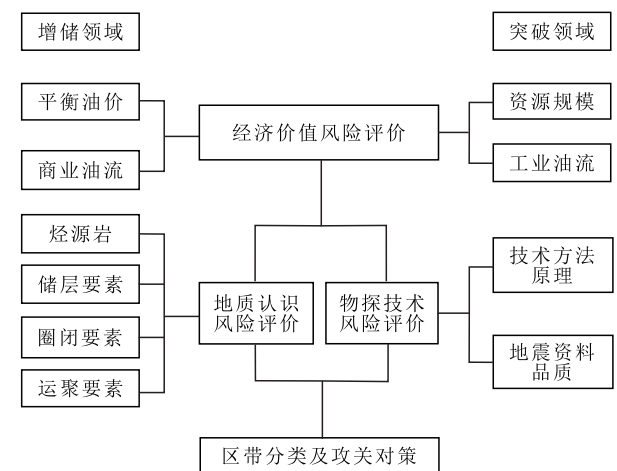 增储领域
突破领域
平衡油价
经济价值风险评价
资源规模
商业油流
工业油流
烃源岩
储层要素
圈闭要素
运聚要素
地质认识
风险评价
物探技术
风险评价
技术方法
原理
地震资料
品质
区带分类及攻关对策